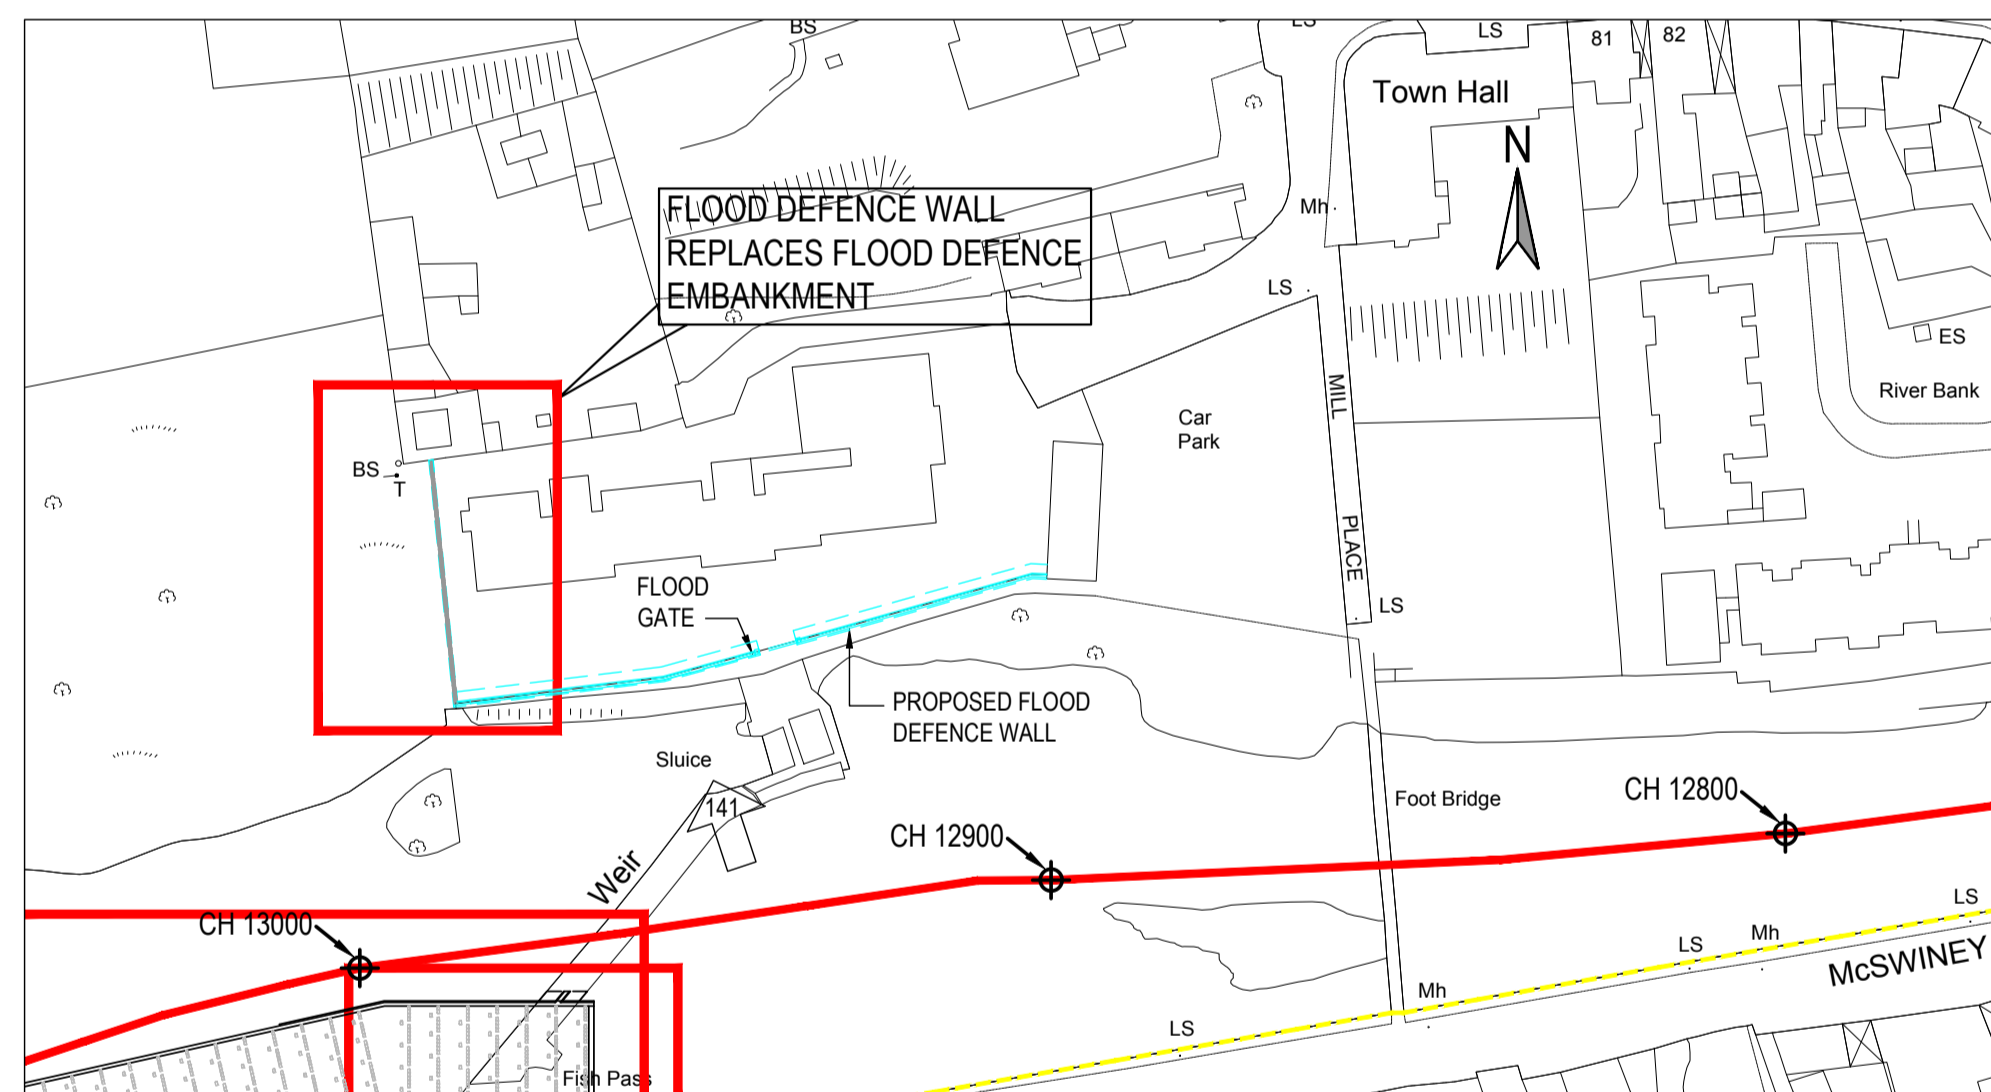 BS
LS
LS
81
82
Town Hall
N
FLOOD DEFENCE WALL
REPLACES FLOOD DEFENCE
EMBANKMENT
Mh
LS
ES
River Bank
MILL
PLACE
Car
Park
BS
T
FLOOD
GATE
LS
PROPOSED FLOOD
DEFENCE WALL
Sluice
141
Foot Bridge
CH 12800
CH 12900
Weir
CH 13000
LS
Mh
LS
McSWINEY
Mh
LS
Fish Pass